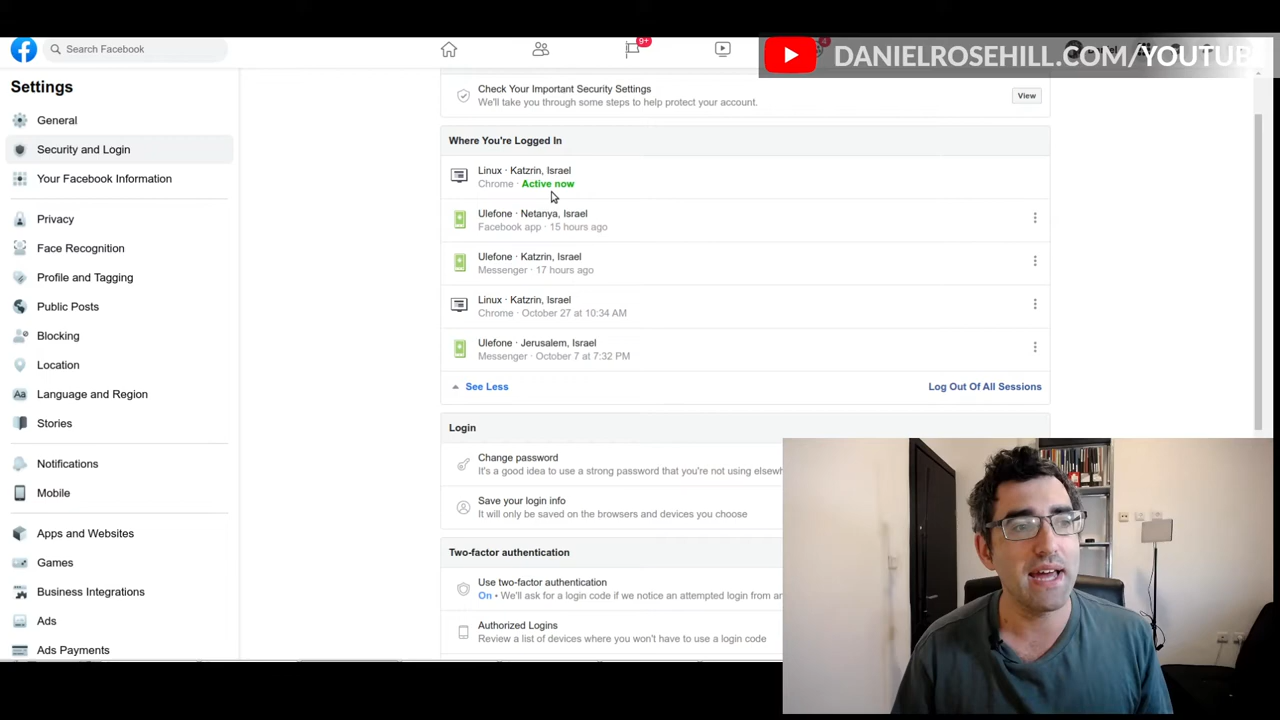 Search Facebook
9+
4
DANIELROSEHILL.COM/YOUTUBE
Settings
General
Security and Login
Your Facebook Information
Privacy
Face Recognition
Profile and Tagging
Public Posts
Blocking
Location
Aa Language and Region
Stories
Notifications
Mobile
Apps and Websites
Games
Business Integrations
Ads
Ads Payments
Check Your Important Security Settings
We'll take you through some steps to help protect your account.
View
Where You're Logged In
Linux · Katzrin, Israel
Chrome · Active now
Ulefone · Netanya, Israel
Facebook app · 15 hours ago
Ulefone · Katzrin, Israel
Messenger · 17 hours ago
Linux · Katzrin, Israel
Chrome · October 27 at 10:34 AM
Ulefone · Jerusalem, Israel
Messenger · October 7 at 7:32 PM
See Less
Log Out Of All Sessions
Login
Change password
It's a good idea to use a strong password that you're not using elsewh
Save your login info
It will only be saved on the browsers and devices you choose
Two-factor authentication
Use two-factor authentication
On • We'll ask for a login code if we notice an attempted login from an
Authorized Logins
Review a list of devices where you won't have to use a login code